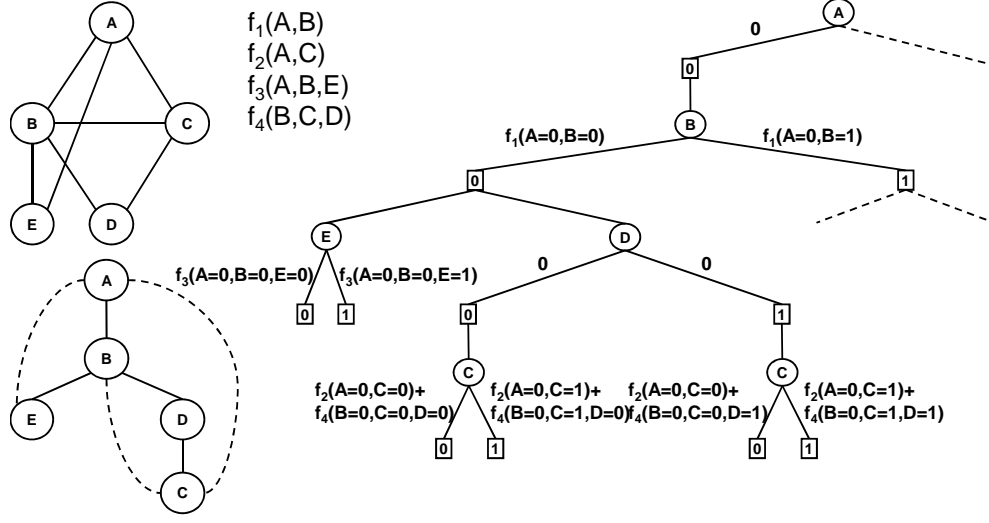 A
B
C
E
D
f1(A,B)
f2(A,C)
f3(A,B,E)
f4(B,C,D)
A
B
E
D
C
A
0
0
B
f1(A=0,B=0)
f1(A=0,B=1)
0
1
E
D
f3(A=0,B=0,E=0)
f3(A=0,B=0,E=1)
0
0
0
1
0
1
C
C
f2(A=0,C=0)+
f4(B=0,C=0,D=0)
f2(A=0,C=1)+
f4(B=0,C=1,D=0)
f2(A=0,C=0)+
f4(B=0,C=0,D=1)
f2(A=0,C=1)+
f4(B=0,C=1,D=1)
0
1
0
1